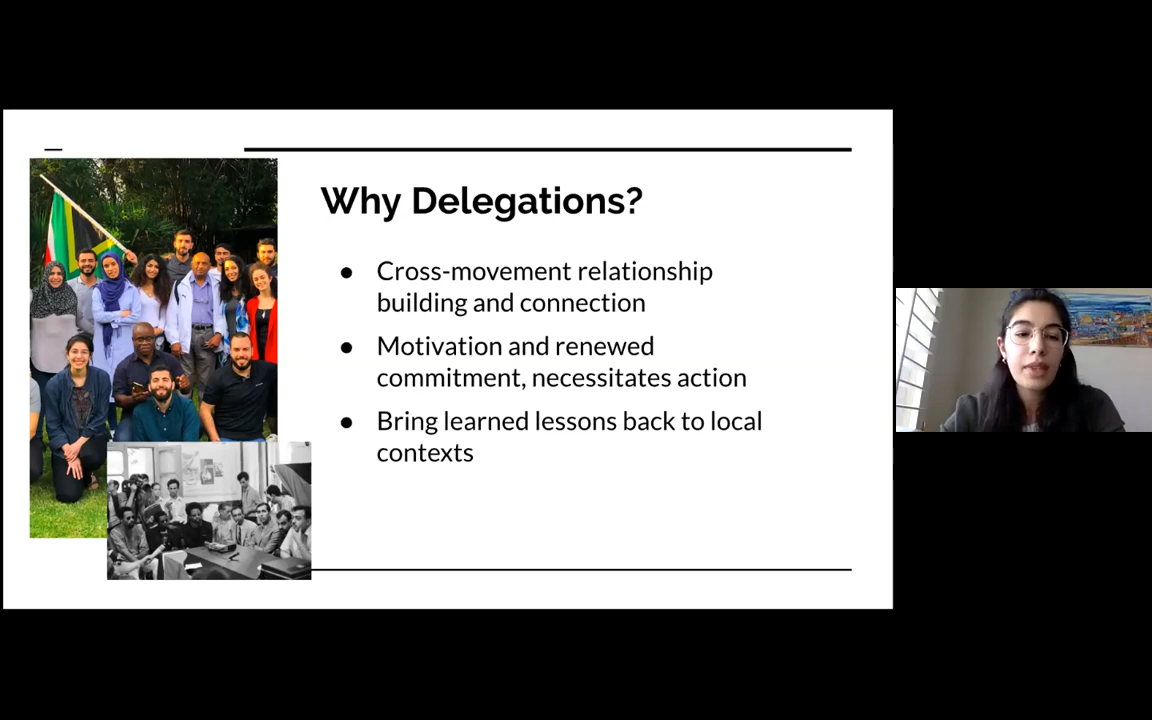 Why Delegations?
● Cross-movement relationship
building and connection
● Motivation and renewed
commitment, necessitates action
● Bring learned lessons back to local
contexts